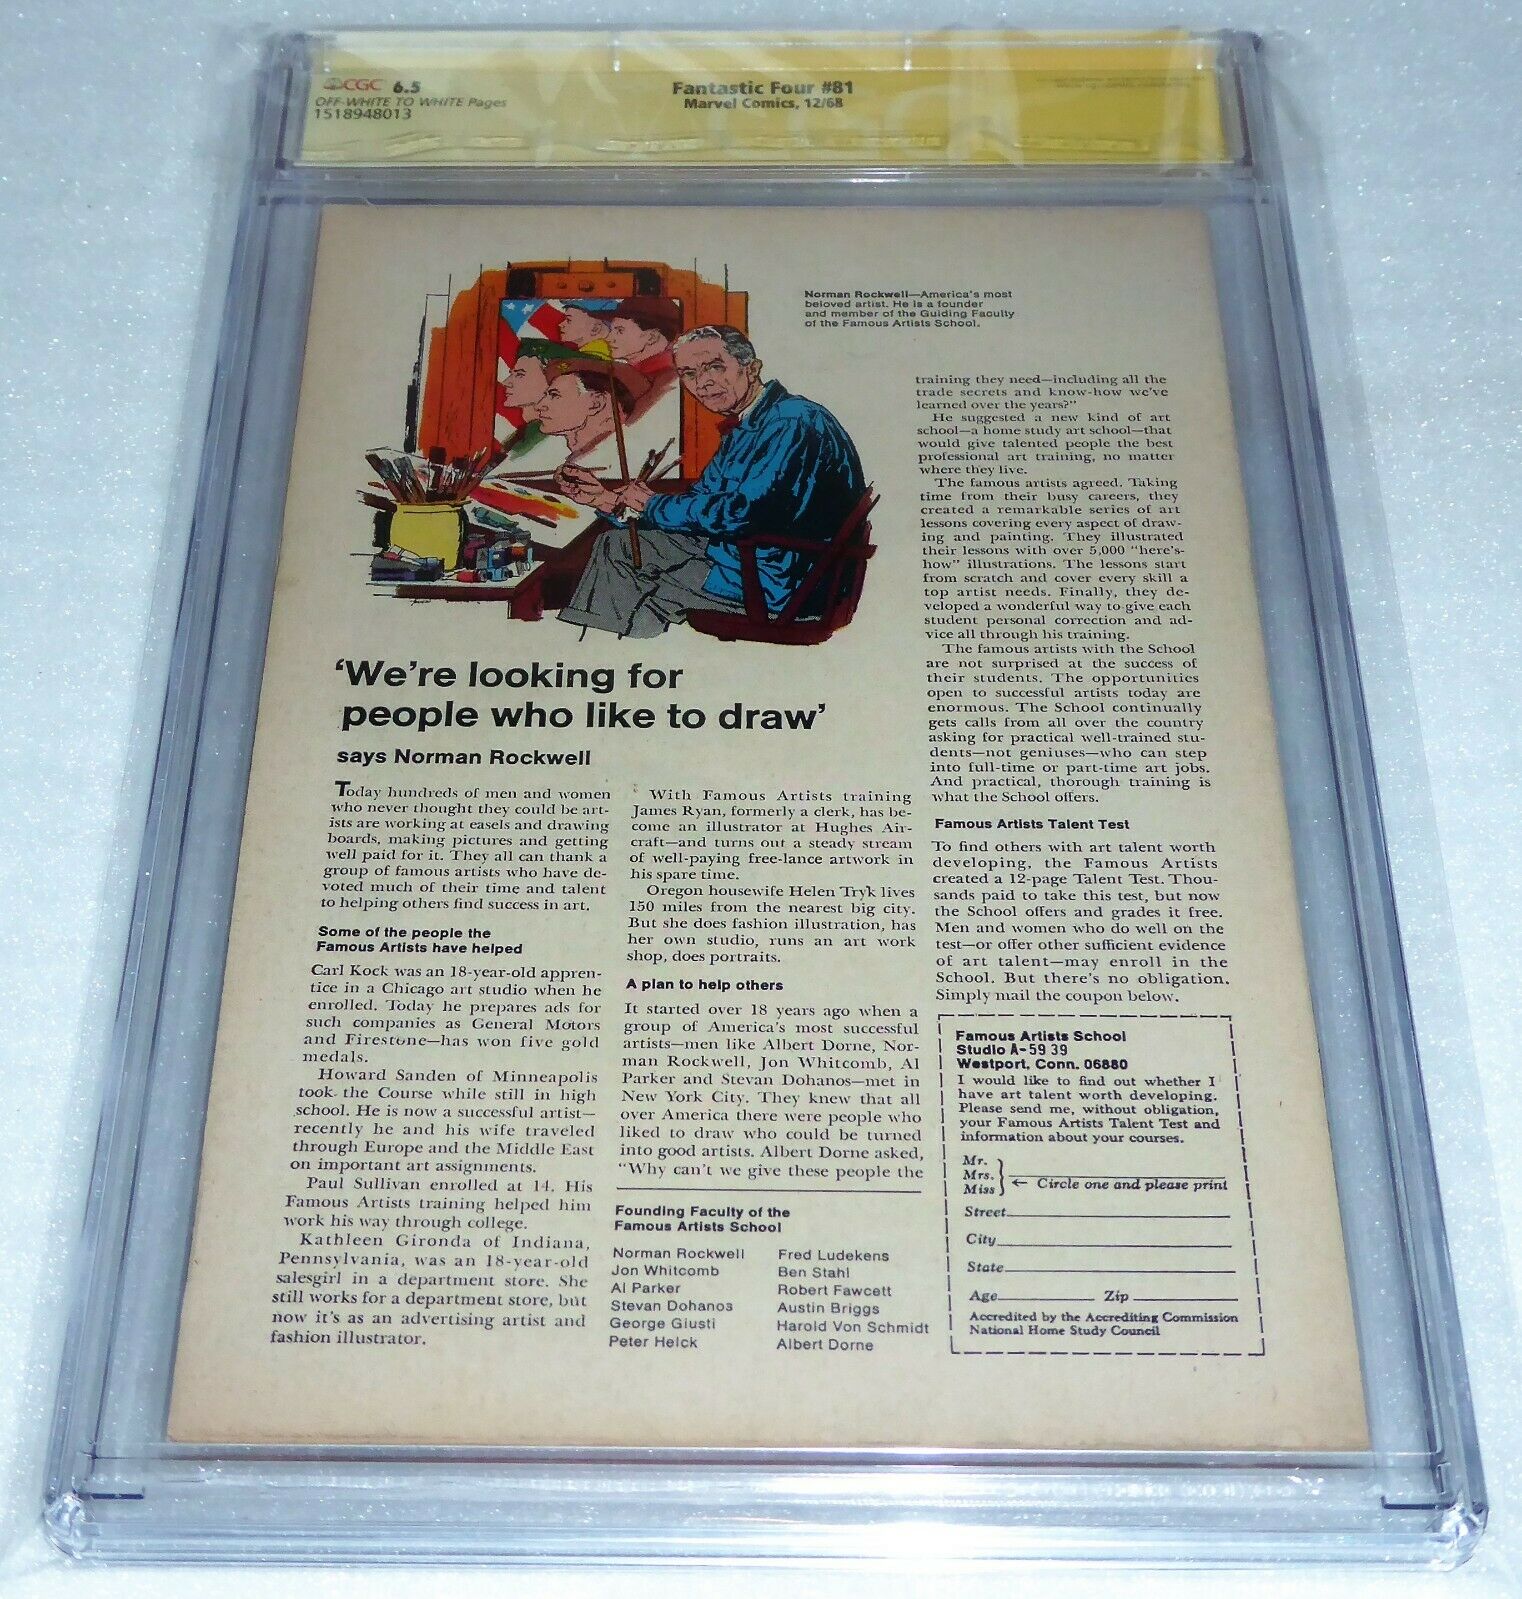 CGC 6.5
OFF-WHITE TO WHITE Pages
1518948013
Fantastic Four #81
Marvel Comics, 12/68
Norman Rockwell—America's most
beloved artist. He is a founder
and member of the Guiding Faculty
of the Famous Artists School.
'We're looking for
people who like to draw'
says Norman Rockwell
Today hundreds of men and women
who never thought they could be art-
ists are working at easels and drawing
boards, making pictures and getting
well paid for it. They all can thank a
group of famous artists who have de-
voted much of their time and talent
to helping others find success in art.
Some of the people the
Famous Artists have helped
Carl Kock was an 18-year-old appren-
tice in a Chicago art studio when he
enrolled. Today he prepares ads for
such companies as General Motors
and Firestone—has won five gold
medals.
Howard Sanden of Minneapolis
took the Course while still in high
school. He is now a successful artist—
recently he and his wife traveled
through Europe and the Middle East
on important art assignments.
Paul Sullivan enrolled at 14. His
Famous Artists training helped him
work his way through college.
Kathleen Gironda of Indiana,
Pennsylvania, was an 18-year-old
salesgirl in a department store. She
still works for a department store, but
now it's as an advertising artist and
fashion illustrator.
With Famous Artists training
James Ryan, formerly a clerk, has be-
come an illustrator at Hughes Air-
craft—and turns out a steady stream
of well-paying free-lance artwork in
his spare time.
Oregon housewife Helen Tryk lives
150 miles from the nearest big city.
But she does fashion illustration, has
her own studio, runs an art work
shop, does portraits.
A plan to help others
It started over 18 years ago when a
group of America's most successful
artists—men like Albert Dorne, Nor-
man Rockwell, Jon Whitcomb, Al
Parker and Stevan Dohanos—met in
New York City. They knew that all
over America there were people who
liked to draw who could be turned
into good artists. Albert Dorne asked,
"Why can't we give these people the
Founding Faculty of the
Famous Artists School
Norman Rockwell
Jon Whitcomb
Al Parker
Stevan Dohanos
George Giusti
Peter Helck
Fred Ludekens
Ben Stahl
Robert Fawcett
Austin Briggs
Harold Von Schmidt
Albert Dorne
training they need—including all the
trade secrets and know-how we've
learned over the years?"
He suggested a new kind of art
school—a home study art school—that
would give talented people the best
professional art training, no matter
where they live.
The famous artists agreed. Taking
time from their busy careers, they
created a remarkable series of art
lessons covering every aspect of draw-
ing and painting. They illustrated
their lessons with over 5,000 "here's-
how" illustrations. The lessons start
from scratch and cover every skill a
top artist needs. Finally, they de-
veloped a wonderful way to give each
student personal correction and ad-
vice all through his training.
The famous artists with the School
are not surprised at the success of
their students. The opportunities
open to successful artists today are
enormous. The School continually
gets calls from all over the country
asking for practical well-trained stu-
dents—not geniuses—who can step
into full-time or part-time art jobs.
And practical, thorough training is
what the School offers.
Famous Artists Talent Test
To find others with art talent worth
developing, the Famous Artists
created a 12-page Talent Test. Thou-
sands paid to take this test, but now
the School offers and grades it free.
Men and women who do well on the
test—or offer other sufficient evidence
of art talent—may enroll in the
School. But there's no obligation.
Simply mail the coupon below.
Famous Artists School
Studio A-59 39
Westport, Conn. 06880
I would like to find out whether I
have art talent worth developing.
Please send me, without obligation,
your Famous Artists Talent Test and
information about your courses.
Mr.
Mrs.
Miss
← Circle one and please print
Street
City
State
Age Zip
Accredited by the Accrediting Commission
National Home Study Council